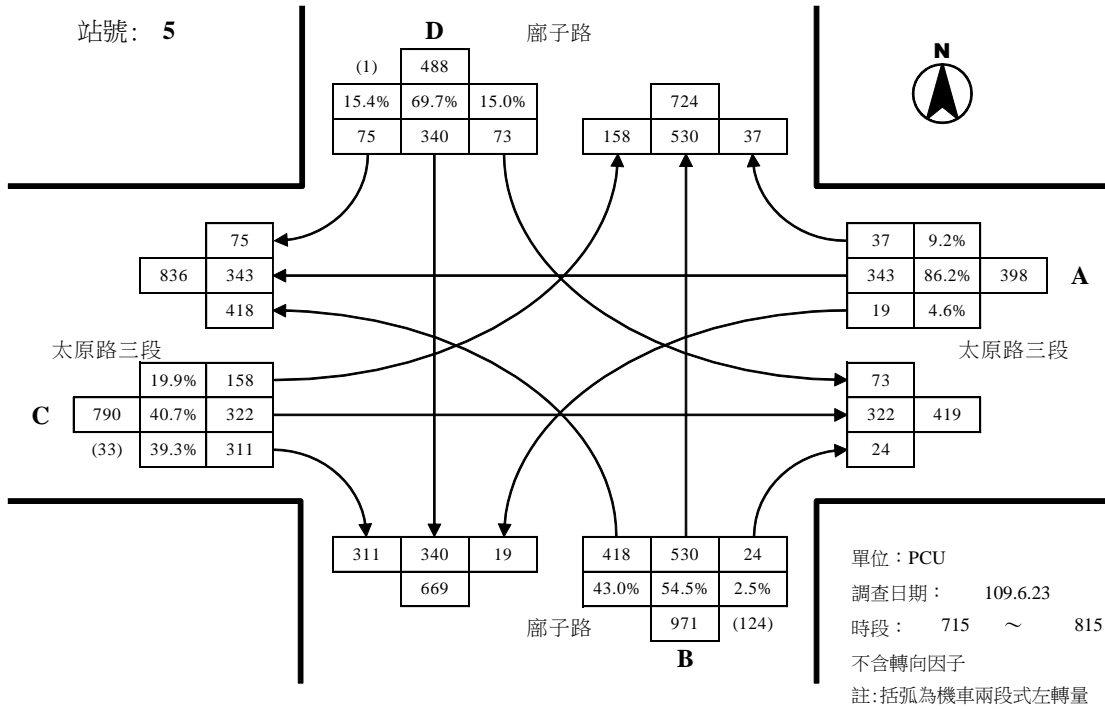 站號: 5
D
廍子路
N
(1) 488
15.4% 69.7% 15.0%
75 340 73
724
158 530 37
75
836 343
418
37 9.2%
343 86.2% 398 A
19 4.6%
太原路三段
太原路三段
19.9% 158
C 790 40.7% 322
(33) 39.3% 311
73
322 419
24
311 340 19
669
418 530 24
43.0% 54.5% 2.5%
971 (124)
廍子路
B
單位：PCU
調查日期： 109.6.23
時段： 715 ～ 815
不含轉向因子
註:括弧為機車兩段式左轉量